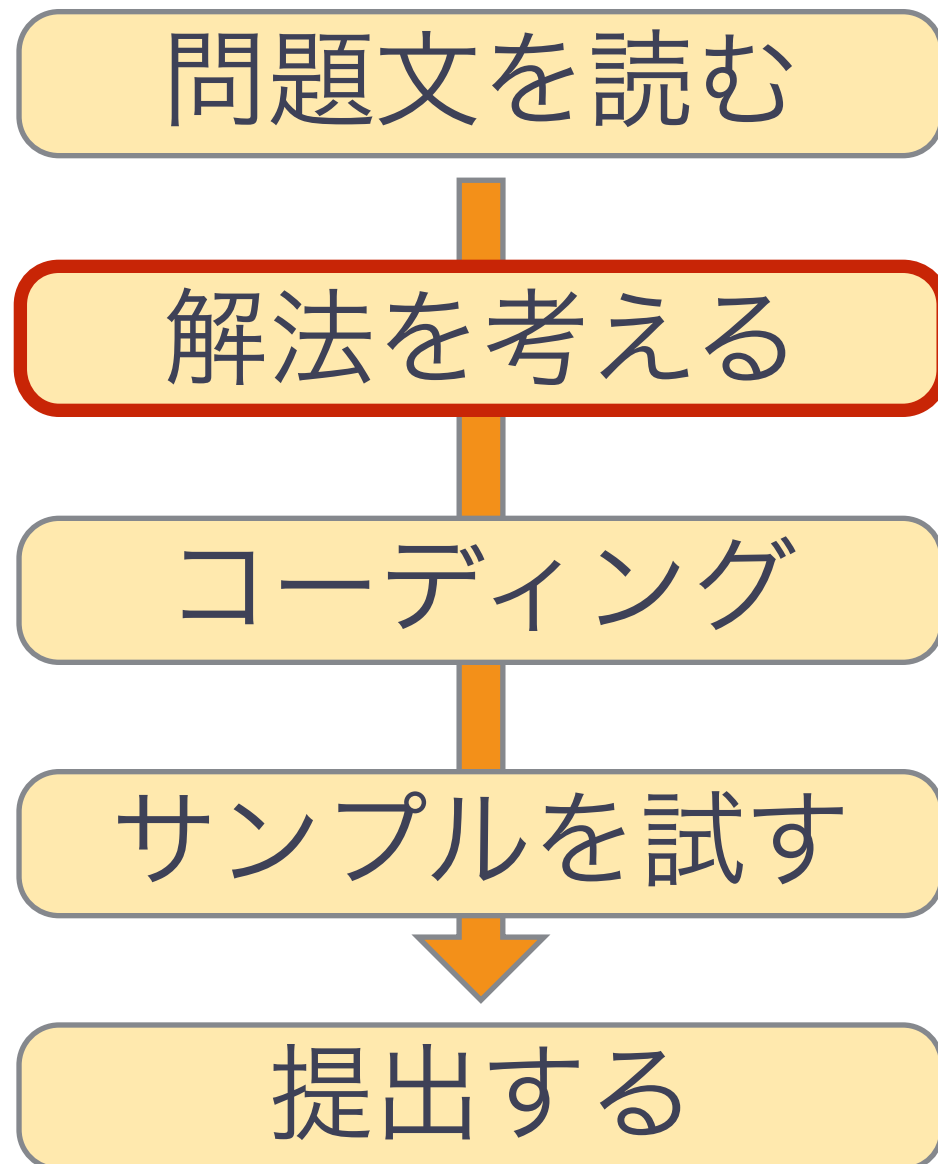 問題文を読む
解法を考える
コーディング
サンプルを試す
提出する